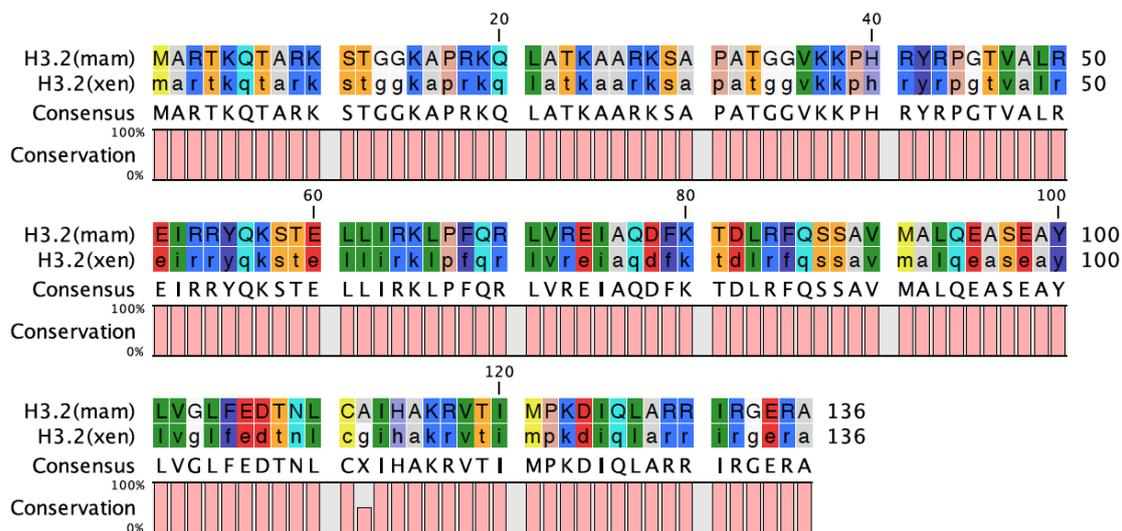 20 40
H3.2(mam) MARTKQTARK STGGKAPRKQ LATKAARKSA PATGGVKKPH RYRPGTVALR 50
H3.2(xen) martkqtark stggkaprkq latkaarksa patggvkkph ryrpgtvalr 50
Consensus MARTKQTARK STGGKAPRKQ LATKAARKSA PATGGVKKPH RYRPGTVALR
100%
Conservation
0%
60 80 100
H3.2(mam) EIRRYQKSTE LLIRKLPFQR LVREIAQDFK TDLRFQSSAV MALQEASEAY 100
H3.2(xen) eirryqkste llirklpfqr lvreiaqdfk tdlrfqssav malqeaseay 100
Consensus EIRRYQKSTE LLIRKLPFQR LVREIAQDFK TDLRFQSSAV MALQEASEAY
100%
Conservation
0%
120
H3.2(mam) LVGLFEDTNL CAIHAKRVTI MPKDIQLARR IRGERA 136
H3.2(xen) lvglfedtnl cgihakrvti mpkdiqlarr irgera 136
Consensus LVGLFEDTNL CXIHAKRVTI MPKDIQLARR IRGERA
100%
Conservation
0%